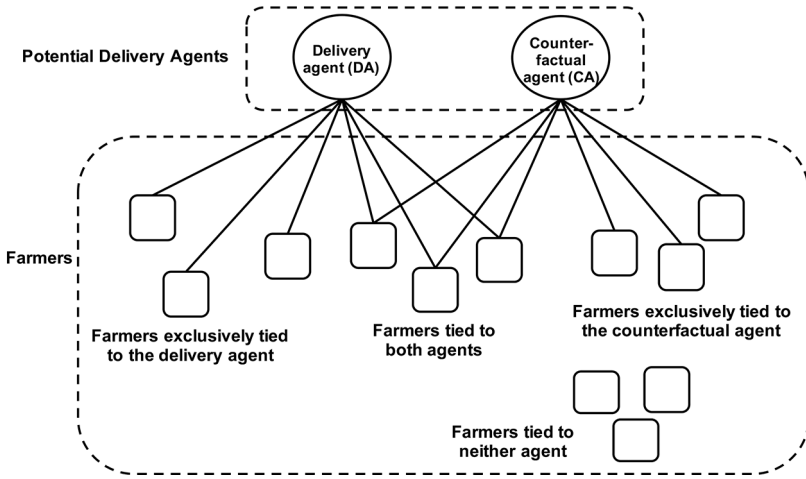 Potential Delivery Agents
Delivery
agent (DA)
Counter-
factual
agent (CA)
Farmers
Farmers exclusively tied
to the delivery agent
Farmers tied to
both agents
Farmers exclusively tied to
the counterfactual agent
Farmers tied to
neither agent